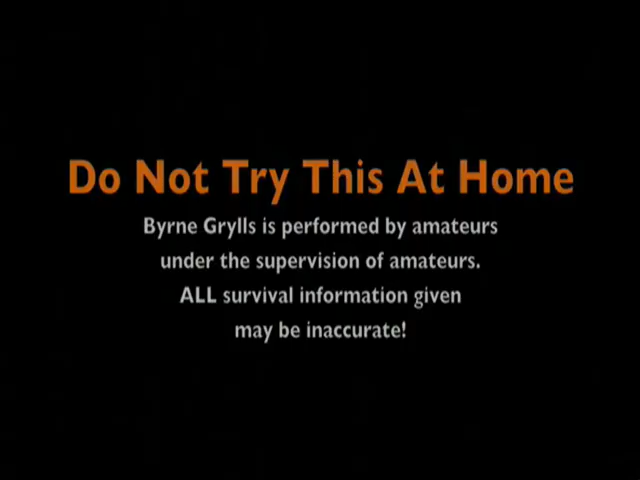 Do Not Try This At Home
Byrne Grylls is performed by amateurs
under the supervision of amateurs.
ALL survival information given
may be inaccurate!